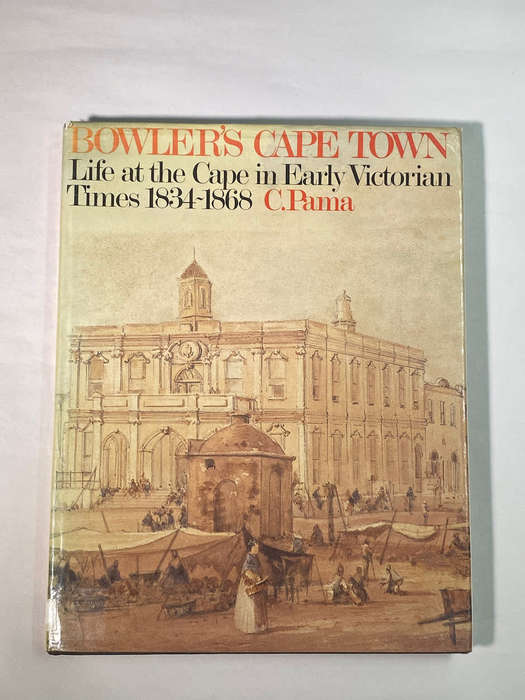 BOWLER'S CAPE TOWN
Life at the Cape in Early Victorian
Times 1834-1868 C.Pama